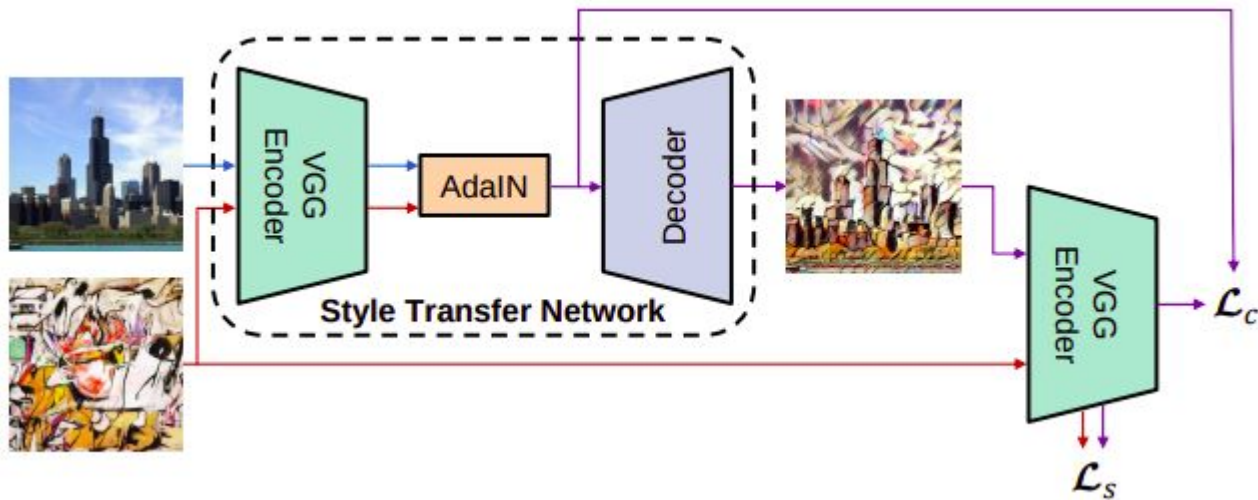 VGG
Encoder
AdaIN
Decoder
Style Transfer Network
VGG
Encoder
ℒc
ℒs